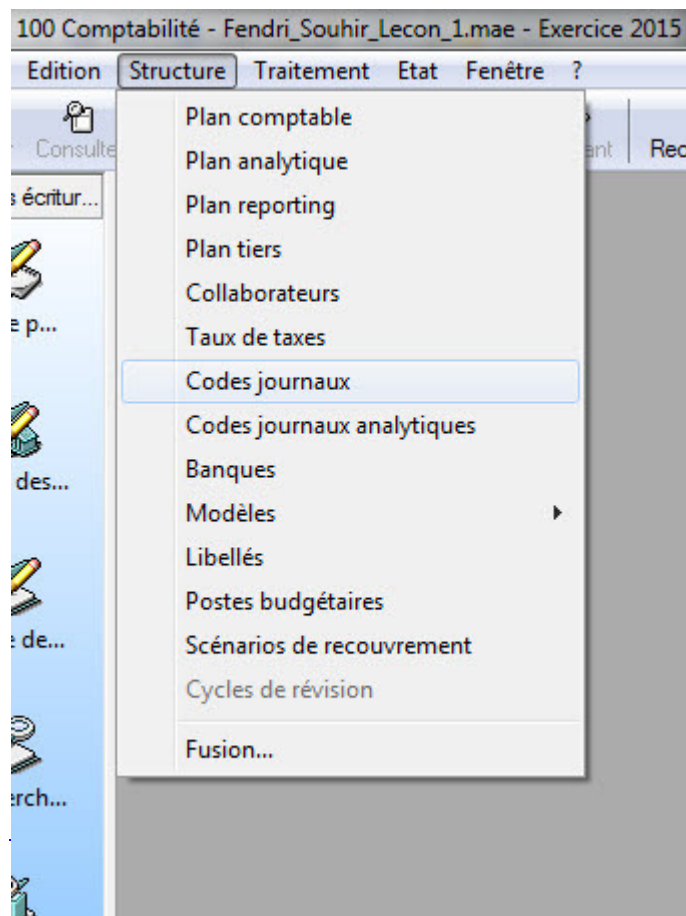 100 Comptabilité - Fendri_Souhir_Lecon_1.mae - Exercice 2015
Edition Structure Traitement Etat Fenêtre ?
Consulte
ant Rec
s écritur...
Plan comptable
Plan analytique
Plan reporting
Plan tiers
Collaborateurs
Taux de taxes
Codes journaux
Codes journaux analytiques
Banques
Modèles
Libellés
Postes budgétaires
Scénarios de recouvrement
Cycles de révision
Fusion...
e p...
des...
de...
erch...